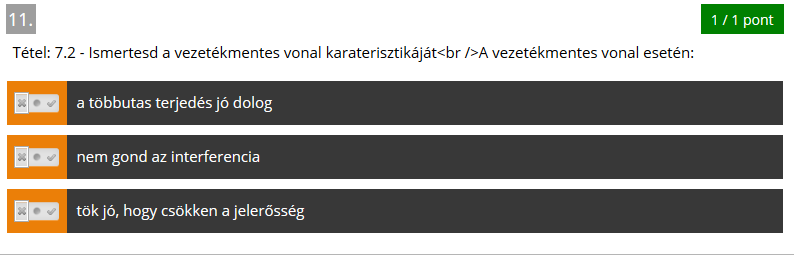 11.
1 / 1 pont
Tétel: 7.2 - Ismertesd a vezetékmentes vonal karaterisztikáját<br />A vezetékmentes vonal esetén:
a többutas terjedés jó dolog
nem gond az interferencia
tök jó, hogy csökken a jelerősség